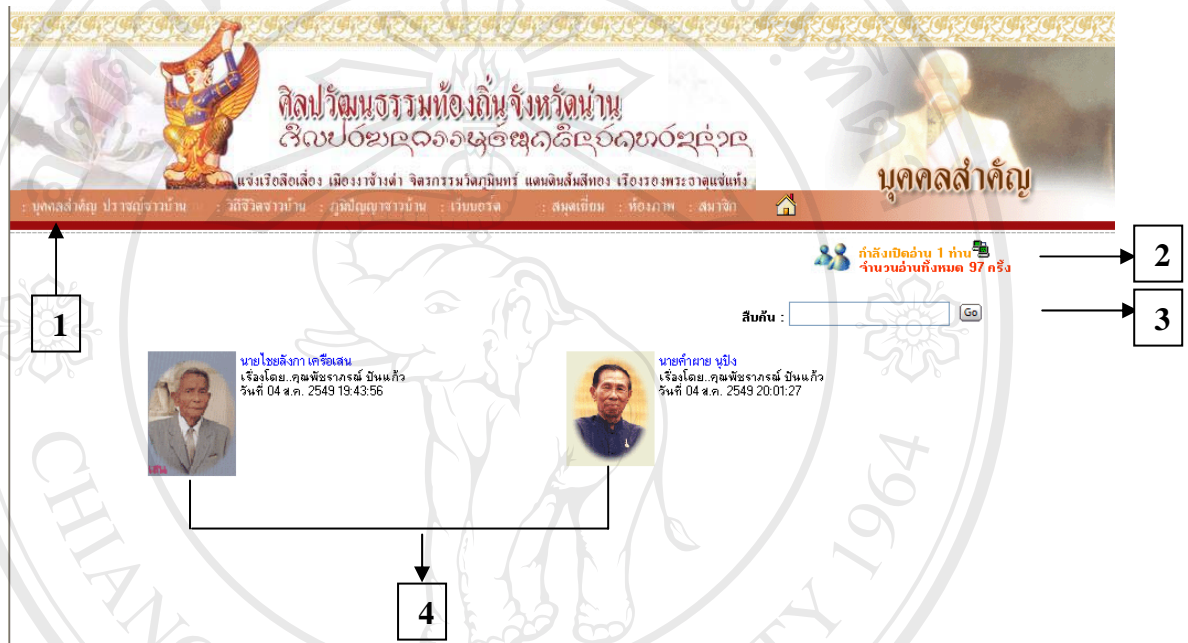 ศิลปวัฒนธรรมท้องถิ่นจังหวัดน่าน
แข่งเรือลือเลื่อง เมืองงาช้างดำ จิตรกรรมวัดภูมินทร์ แดนดินส้มสีทอง เรืองรองพระธาตุแช่แห้ง
บุคคลสำคัญ
: บุคคลสำคัญ ปราชญ์ชาวบ้าน : วิถีชีวิตชาวบ้าน : ภูมิปัญญาชาวบ้าน : เว็บบอร์ด : สมุดเยี่ยม : ห้องภาพ : สมาชิก
กำลังเปิดอ่าน 1 ท่าน
จำนวนอ่านทั้งหมด 97 ครั้ง
2
สืบค้น :
Go
3
1
นายไชยลังกา เครือเสน
เรื่องโดย..คุณพัชราภรณ์ ปันแก้ว
วันที่ 04 ส.ค. 2549 19:43:56
เสน
นายคำผาย นุปิง
เรื่องโดย..คุณพัชราภรณ์ ปันแก้ว
วันที่ 04 ส.ค. 2549 20:01:27
4
CHIANG
TY 1964